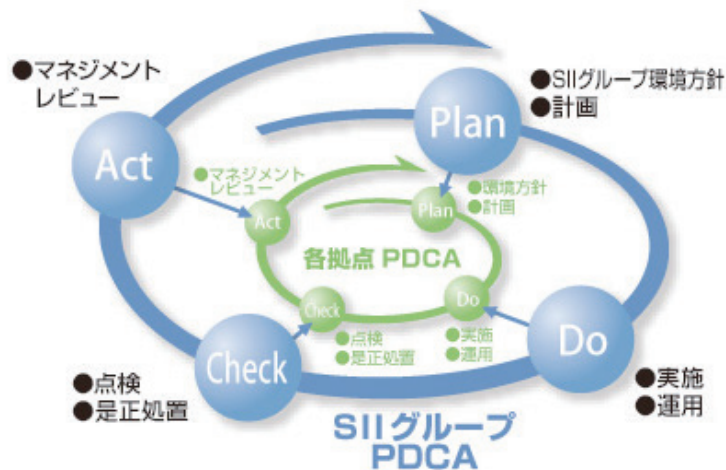 ●マネジメント
レビュー
Act
Plan
●SIIグループ環境方針
●計画
●マネジメント
レビュー
Act
Plan
●環境方針
●計画
各拠点 PDCA
Check
●点検
●是正処置
Do
●実施
●運用
Check
●点検
●是正処置
Do
●実施
●運用
SIIグループ
PDCA